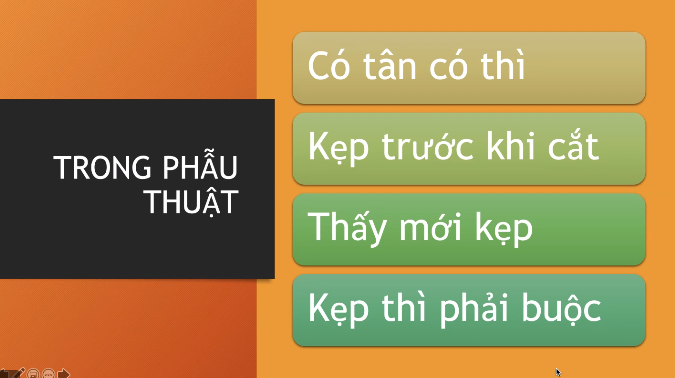 TRONG PHẪU
THUẬT
Có tân có thì
Kẹp trước khi cắt
Thấy mới kẹp
Kẹp thì phải buộc